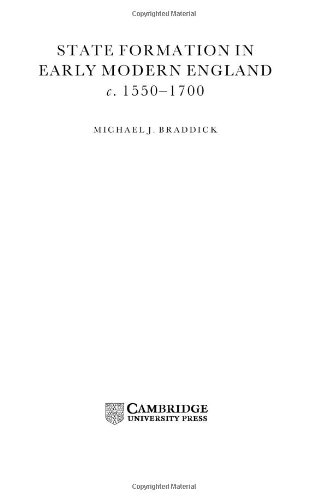 Copyrighted Material
STATE FORMATION IN
EARLY MODERN ENGLAND
c. 1550–1700
MICHAEL J. BRADDICK
CAMBRIDGE
UNIVERSITY PRESS
Copyrighted Material